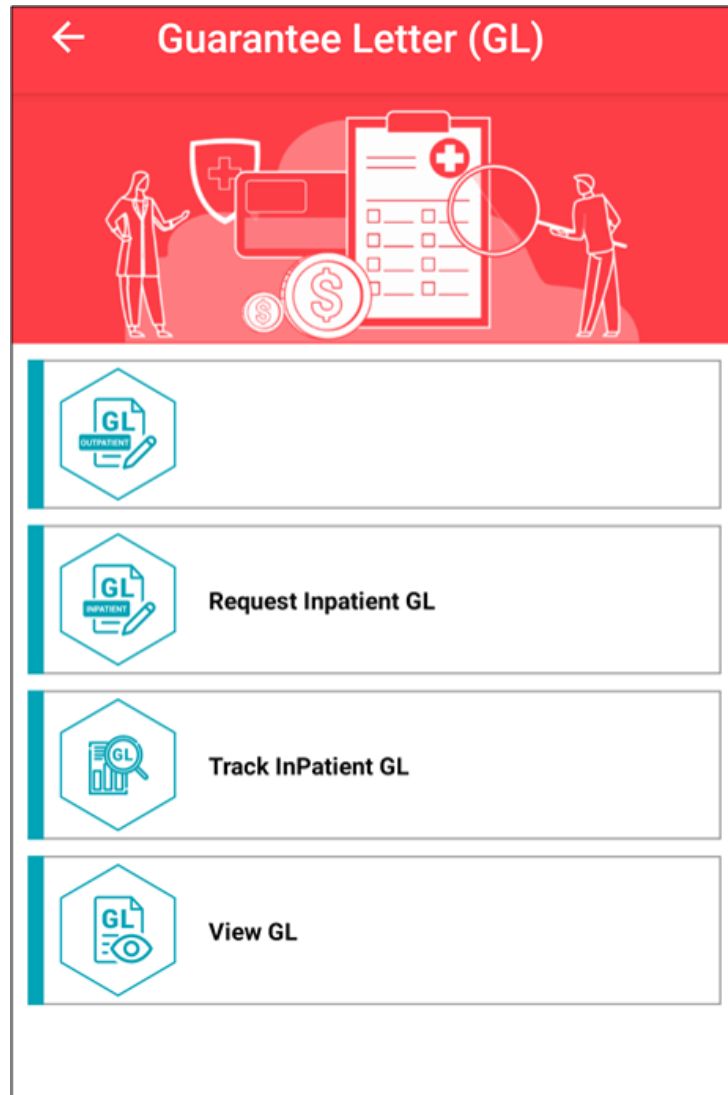 Guarantee Letter (GL)
$
$
GL
OUTPATIENT
GL
INPATIENT
Request Inpatient GL
GL
Track InPatient GL
GL
View GL